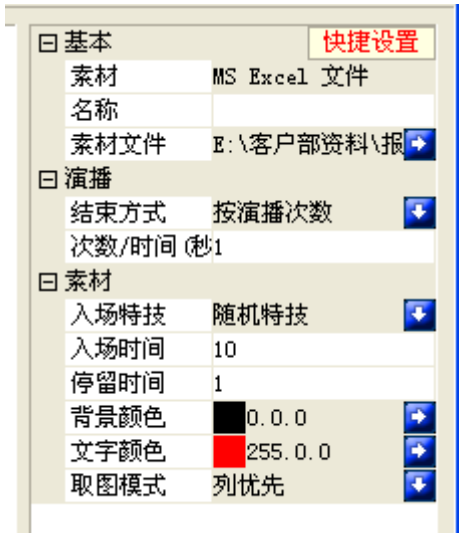 基本 快捷设置
素材 MS Excel 文件
名称
素材文件 E:\客户部资料\报
演播
结束方式 按演播次数
次数/时间(秒 1
素材
入场特技 随机特技
入场时间 10
停留时间 1
背景颜色 0.0.0
文字颜色 255.0.0
取图模式 列优先